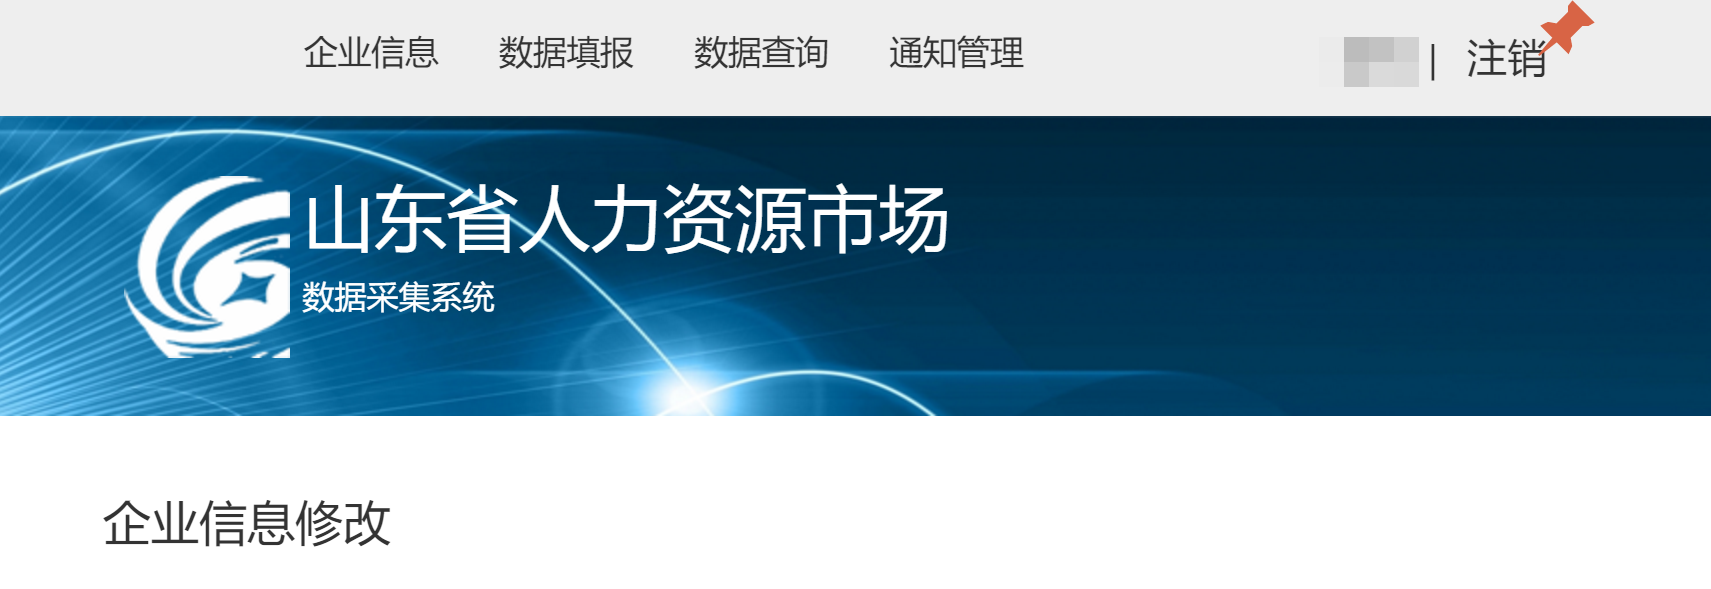 企业信息 数据填报 数据查询 通知管理 | 注销
山东省人力资源市场
数据采集系统
企业信息修改